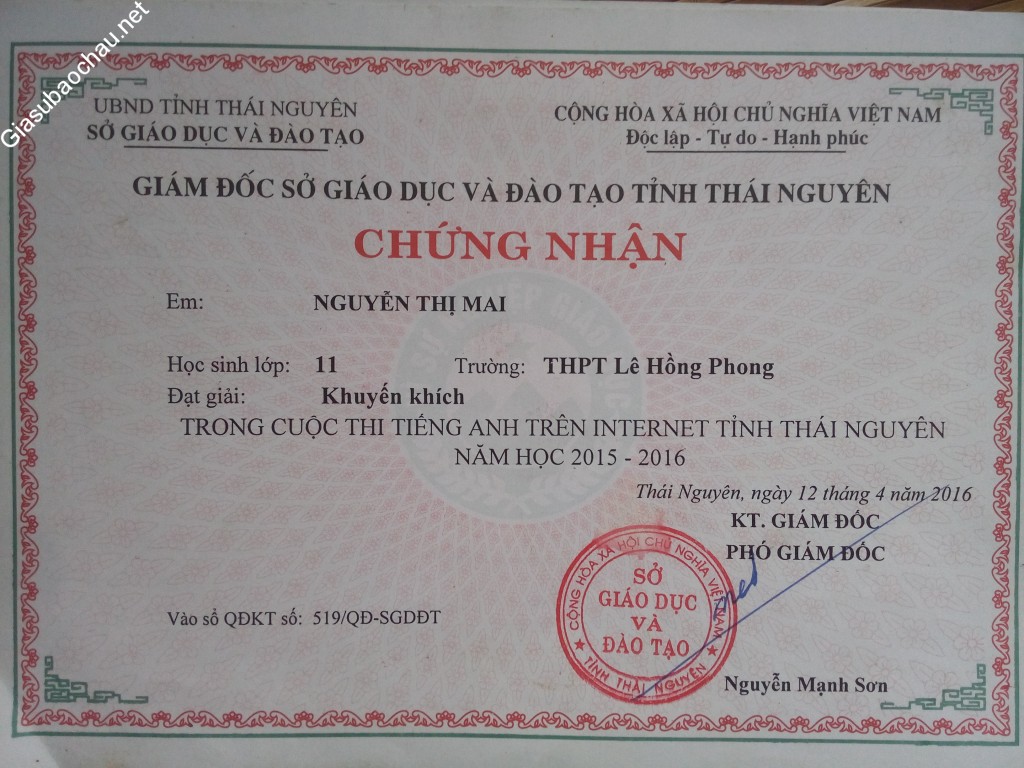 Giasubaochau.net
UBND TỈNH THÁI NGUYÊN
SỞ GIÁO DỤC VÀ ĐÀO TẠO
CỘNG HÒA XÃ HỘI CHỦ NGHĨA VIỆT NAM
Độc lập - Tự do - Hạnh phúc
GIÁM ĐỐC SỞ GIÁO DỤC VÀ ĐÀO TẠO TỈNH THÁI NGUYÊN
CHỨNG NHẬN
Em: NGUYỄN THỊ MAI
Học sinh lớp: 11 Trường: THPT Lê Hồng Phong
Đạt giải: Khuyến khích
TRONG CUỘC THI TIẾNG ANH TRÊN INTERNET TỈNH THÁI NGUYÊN
NĂM HỌC 2015 - 2016
Thái Nguyên, ngày 12 tháng 4 năm 2016
KT. GIÁM ĐỐC
PHÓ GIÁM ĐỐC
CỘNG HÒA XÃ HỘI CHỦ NGHĨA VIỆT NAM
SỞ
GIÁO DỤC
VÀ
ĐÀO TẠO
TỈNH THÁI NGUYÊN
Vào sổ QĐKT số: 519/QĐ-SGDĐT
Nguyễn Mạnh Sơn